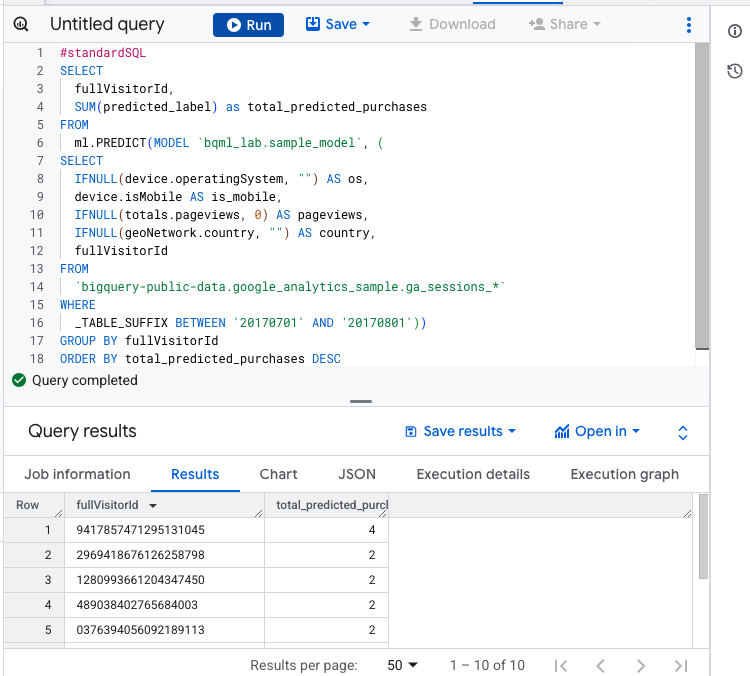 Untitled query Run Save Download Share
1 #standardSQL
2 SELECT
3 fullVisitorId,
4 SUM(predicted_label) as total_predicted_purchases
5 FROM
6 ml.PREDICT(MODEL `bqml_lab.sample_model`, (
7 SELECT
8 IFNULL(device.operatingSystem, "") AS os,
9 device.isMobile AS is_mobile,
10 IFNULL(totals.pageviews, 0) AS pageviews,
11 IFNULL(geoNetwork.country, "") AS country,
12 fullVisitorId
13 FROM
14 `bigquery-public-data.google_analytics_sample.ga_sessions_*`
15 WHERE
16 _TABLE_SUFFIX BETWEEN '20170701' AND '20170801'))
17 GROUP BY fullVisitorId
18 ORDER BY total_predicted_purchases DESC
Query completed
Query results Save results Open in
Job information Results Chart JSON Execution details Execution graph
Row fullVisitorId total_predicted_purch
1 9417857471295131045 4
2 2969418676126258798 2
3 1280993661204347450 2
4 489038402765684003 2
5 0376394056092189113 2
Results per page: 50 1 – 10 of 10